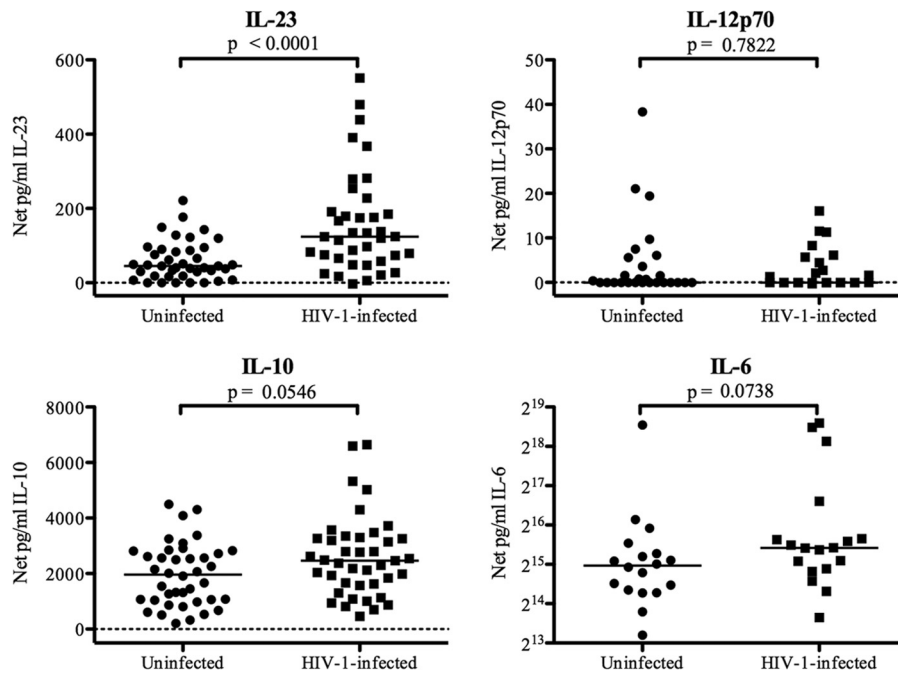 IL-23
p < 0.0001
600
400
200
0
Net pg/ml IL-23
Uninfected
HIV-1-infected
IL-12p70
p = 0.7822
50
40
30
20
10
0
Net pg/ml IL-12p70
Uninfected
HIV-1-infected
IL-10
p = 0.0546
8000
6000
4000
2000
0
Net pg/ml IL-10
Uninfected
HIV-1-infected
IL-6
p = 0.0738
2¹⁹
2¹⁸
2¹⁷
2¹⁶
2¹⁵
2¹⁴
2¹³
Net pg/ml IL-6
Uninfected
HIV-1-infected